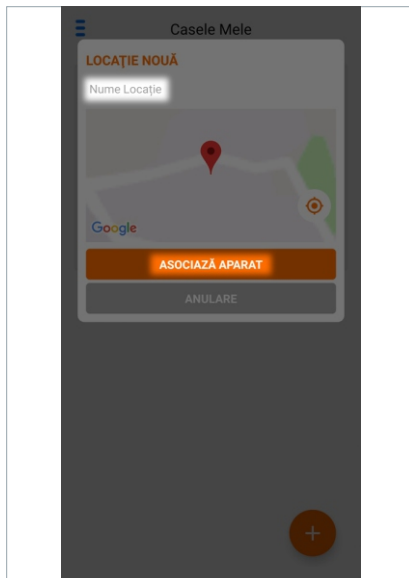 Casele Mele
LOCAȚIE NOUĂ
Nume Locație
Google
ASOCIAZĂ APARAT
ANULARE
+